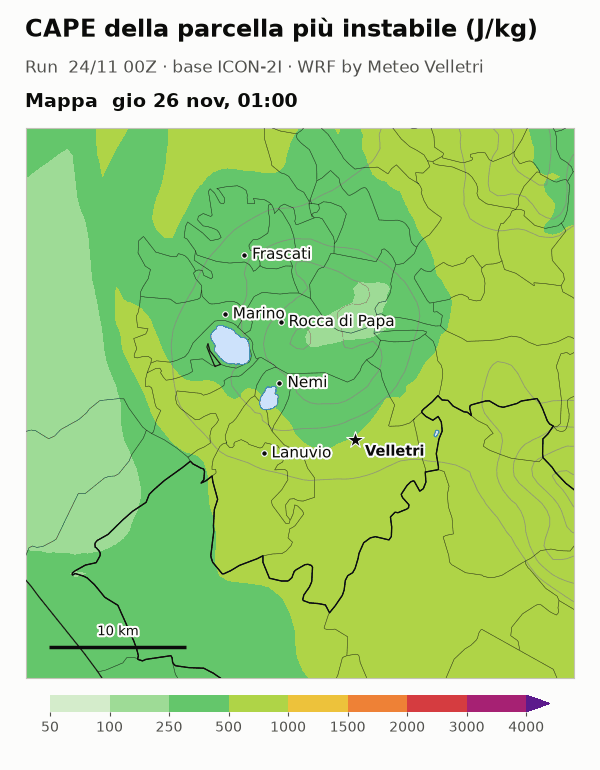 CAPE della parcella più instabile (J/kg)
Run  24/11 00Z · base ICON-2I · WRF by Meteo Velletri
Mappa  gio 26 nov, 01:00
Frascati
Marino
Rocca di Papa
Nemi
Velletri
Lanuvio
10 km
50 100 250 500 1000 1500 2000 3000 4000